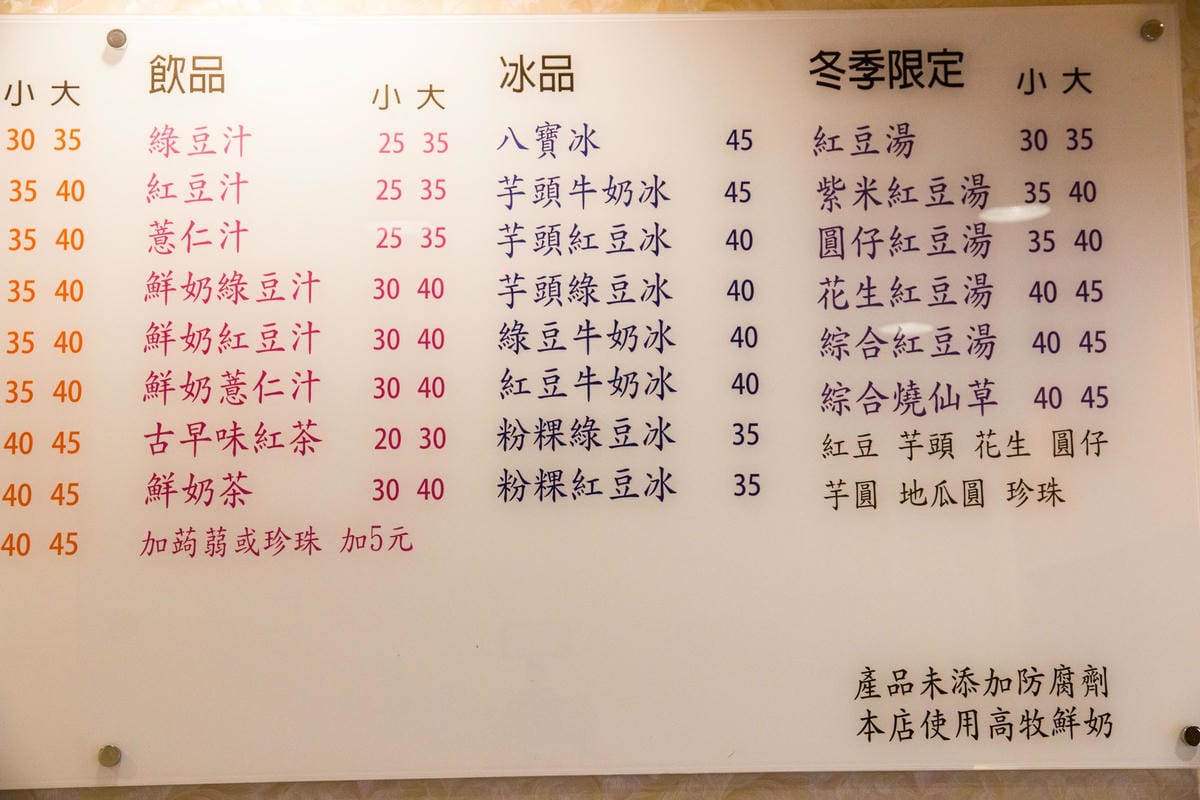 小 大
30 35
35 40
35 40
35 40
35 40
35 40
40 45
40 45
40 45
飲品 小 大
綠豆汁 25 35
紅豆汁 25 35
薏仁汁 25 35
鮮奶綠豆汁 30 40
鮮奶紅豆汁 30 40
鮮奶薏仁汁 30 40
古早味紅茶 20 30
鮮奶茶 30 40
加蒟蒻或珍珠 加5元
冰品
八寶冰 45
芋頭牛奶冰 45
芋頭紅豆冰 40
芋頭綠豆冰 40
綠豆牛奶冰 40
紅豆牛奶冰 40
粉粿綠豆冰 35
粉粿紅豆冰 35
冬季限定 小 大
紅豆湯 30 35
紫米紅豆湯 35 40
圓仔紅豆湯 35 40
花生紅豆湯 40 45
綜合紅豆湯 40 45
綜合燒仙草 40 45
紅豆 芋頭 花生 圓仔
芋圓 地瓜圓 珍珠
產品未添加防腐劑
本店使用高牧鮮奶